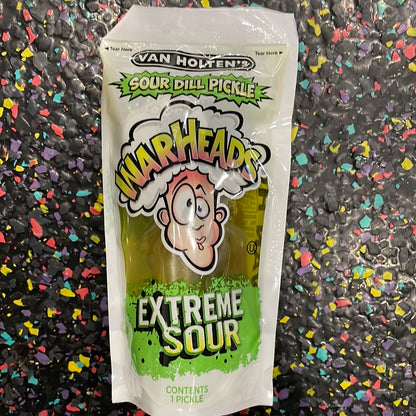 Tear Here
Tear Here
VAN HOLTEN'S
SOUR DILL PICKLE
WARHEADS
EXTREME
SOUR
CONTENTS
1 PICKLE